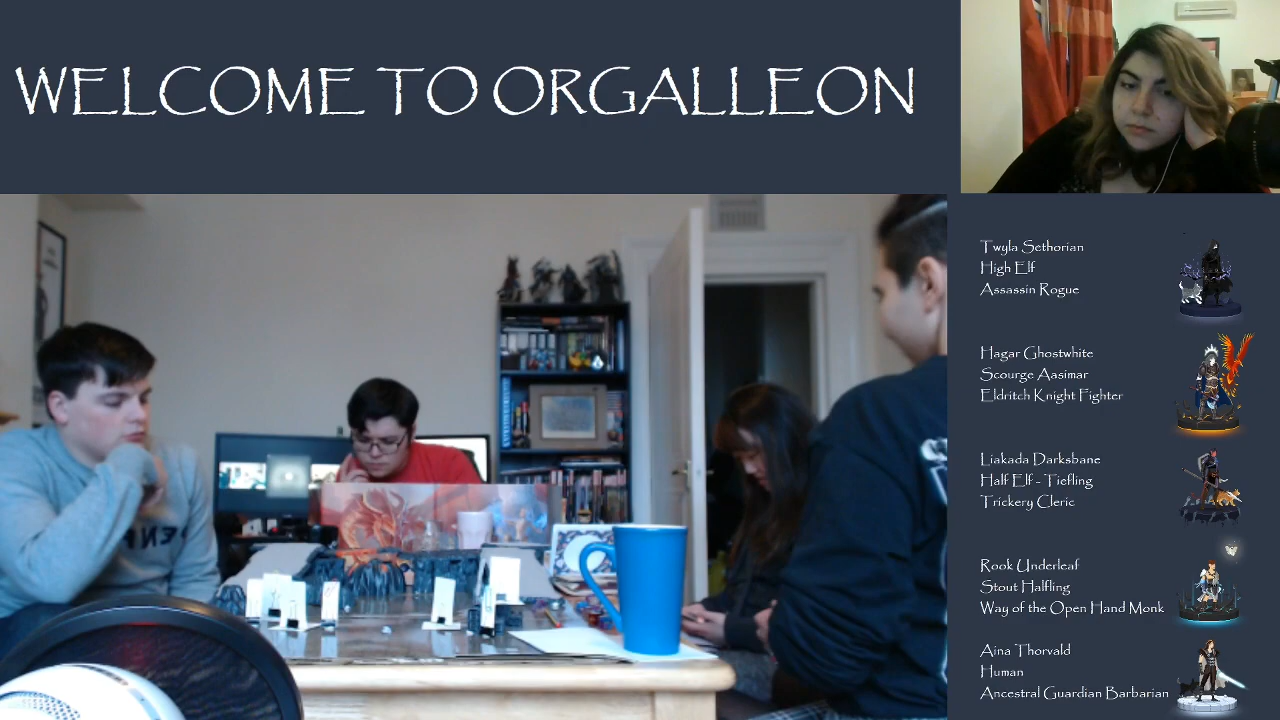 WELCOME TO ORGALLEON
Twyla Sethorian
High Elf
Assassin Rogue
Hagar Ghostwhite
Scourge Aasimar
Eldritch Knight Fighter
Liakada Darksbane
Half Elf - Tiefling
Trickery Cleric
Rook Underleaf
Stout Halfling
Way of the Open Hand Monk
Aina Thorvald
Human
Ancestral Guardian Barbarian